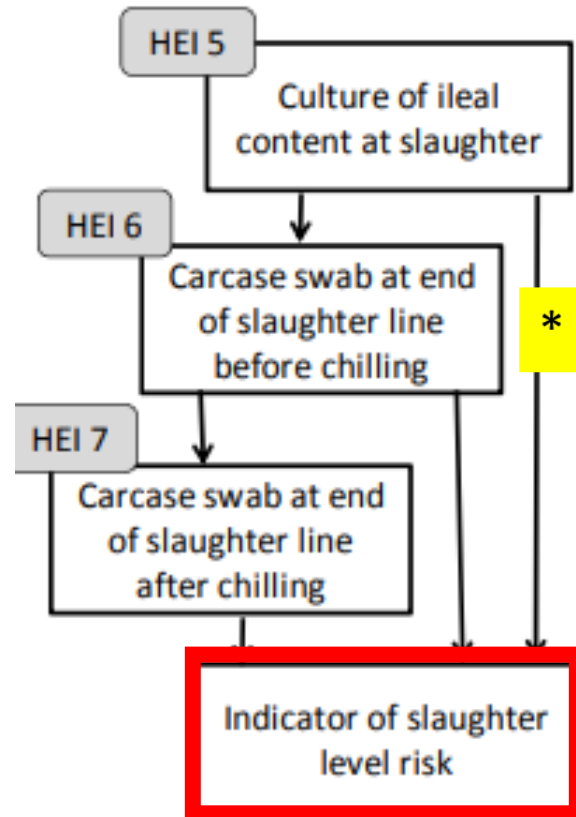 HEI 5
Culture of ileal
content at slaughter
HEI 6
Carcase swab at end
of slaughter line
before chilling
*
HEI 7
Carcase swab at end
of slaughter line
after chilling
Indicator of slaughter
level risk